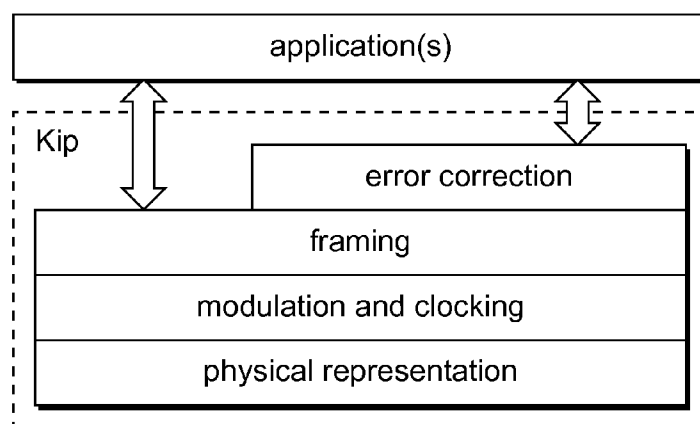 application(s)
Kip
error correction
framing
modulation and clocking
physical representation